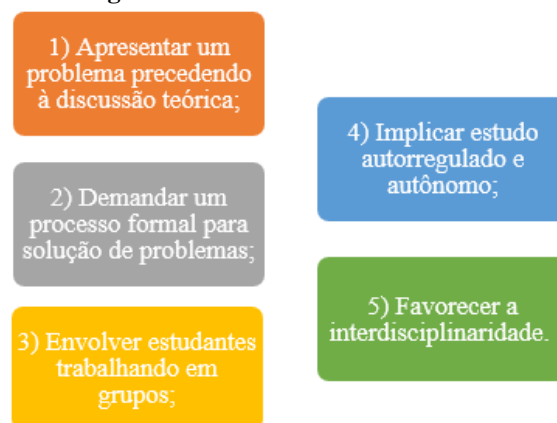 1) Apresentar um
problema precedendo
à discussão teórica;
2) Demandar um
processo formal para
solução de problemas;
3) Envolver estudantes
trabalhando em
grupos;
4) Implicar estudo
autorregulado e
autônomo;
5) Favorecer a
interdisciplinaridade.